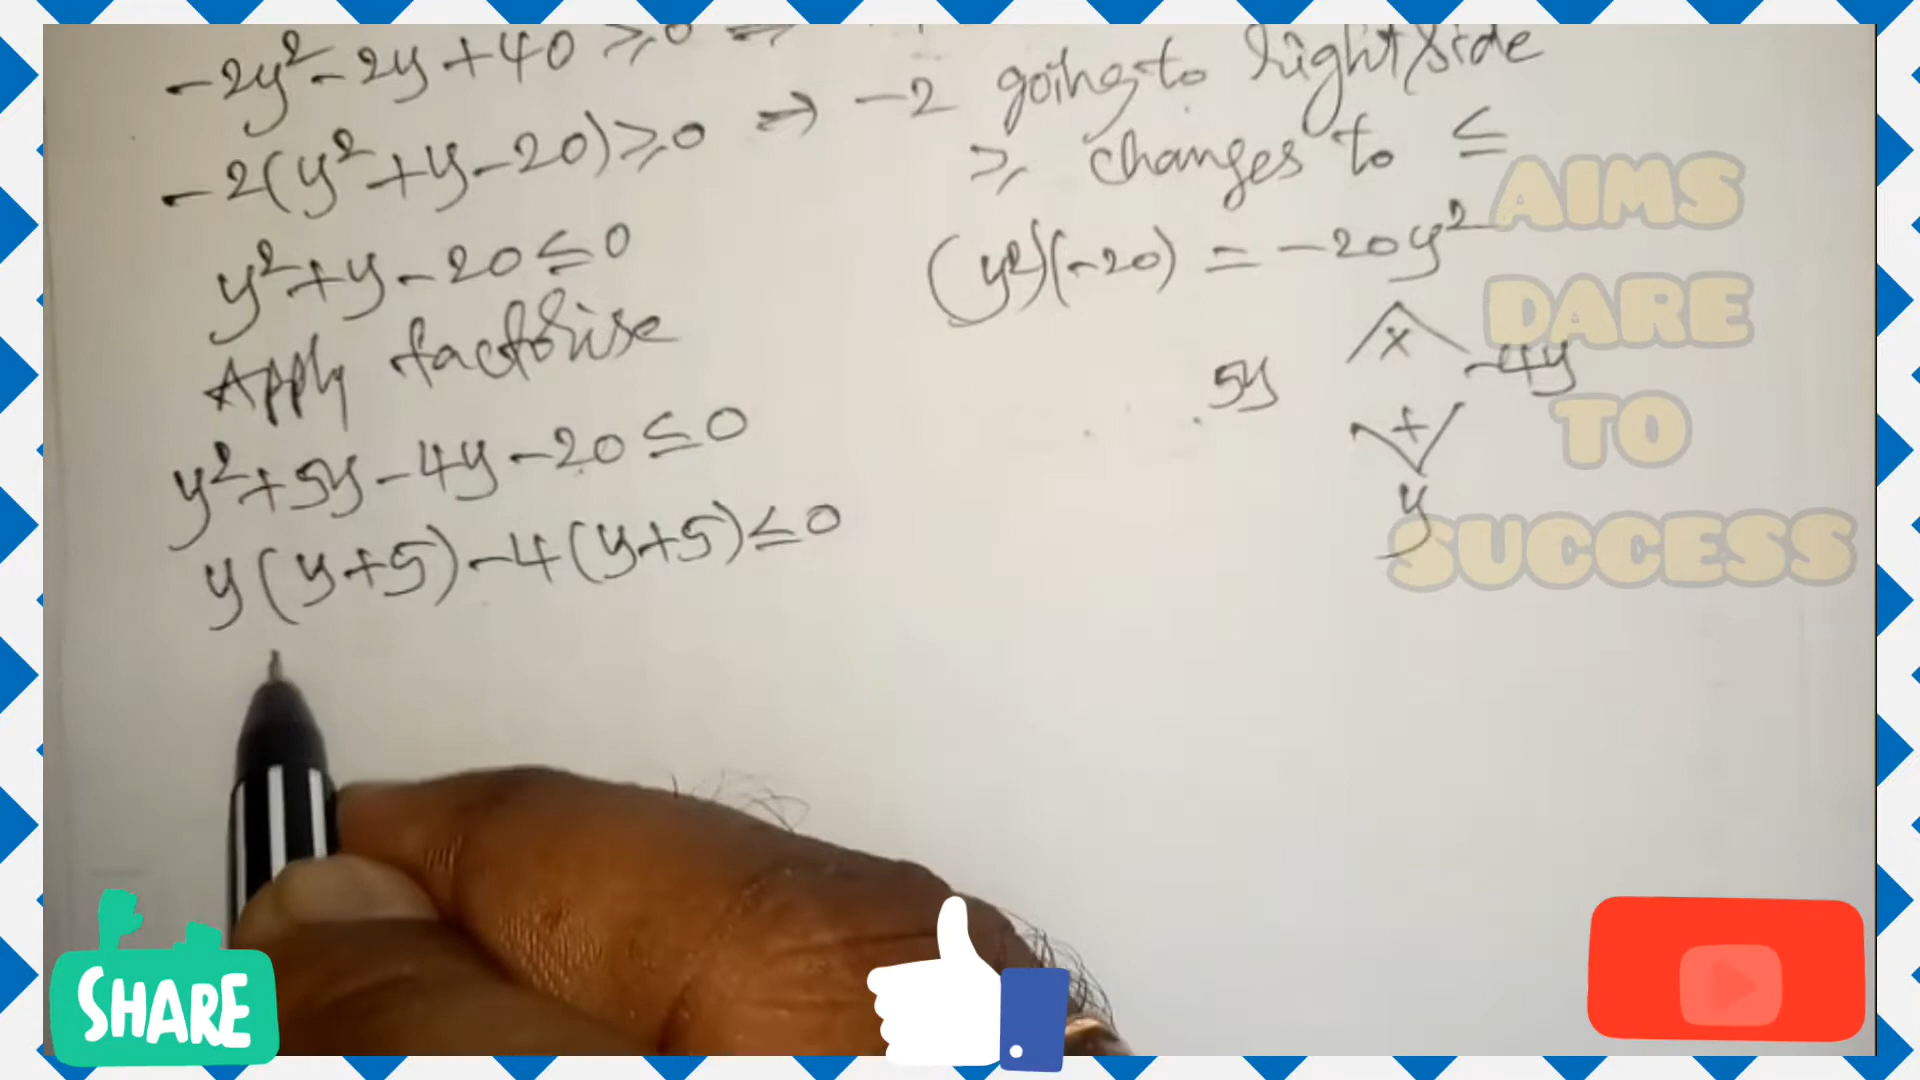 -2y²-2y+40≥0 ⇒
-2(y²+y-20)≥0 ⇒ -2 going to right side
≥ changes to ≤
y²+y-20≤0
(y²)(-20) = -20y²
Apply factorise
×
5y -4y
+
y
y²+5y-4y-20≤0
y(y+5)-4(y+5)≤0
AIMS
DARE
TO
SUCCESS
SHARE